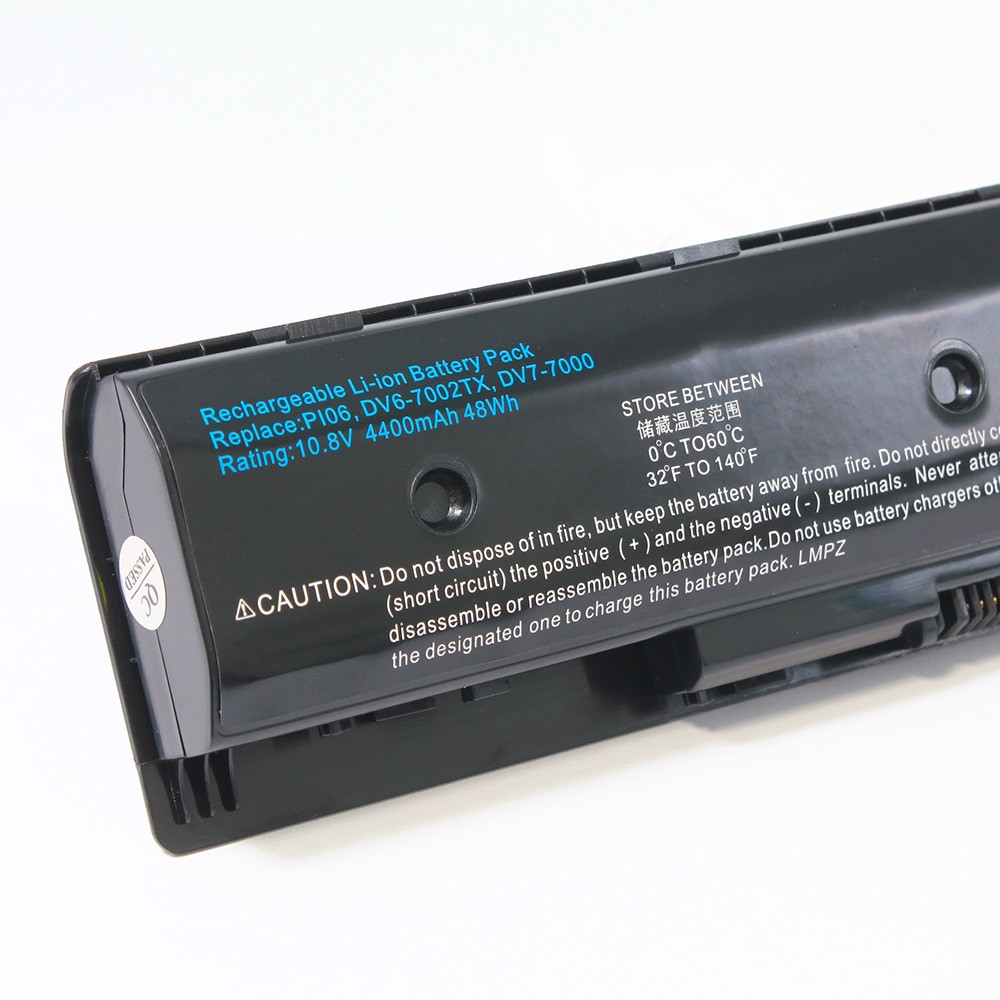 Rechargeable Li-ion Battery Pack
Replace:PI06, DV6-7002TX, DV7-7000
Rating:10.8V 4400mAh 48Wh
STORE BETWEEN
储藏温度范围
0°C TO60°C
32°F TO 140°F
⚠CAUTION: Do not dispose of in fire, but keep the battery away from fire. Do not directly
(short circuit) the positive (+) and the negative (-) terminals. Never
disassemble or reassemble the battery pack.Do not use battery chargers
the designated one to charge this battery pack. LMPZ
QC
PASSED